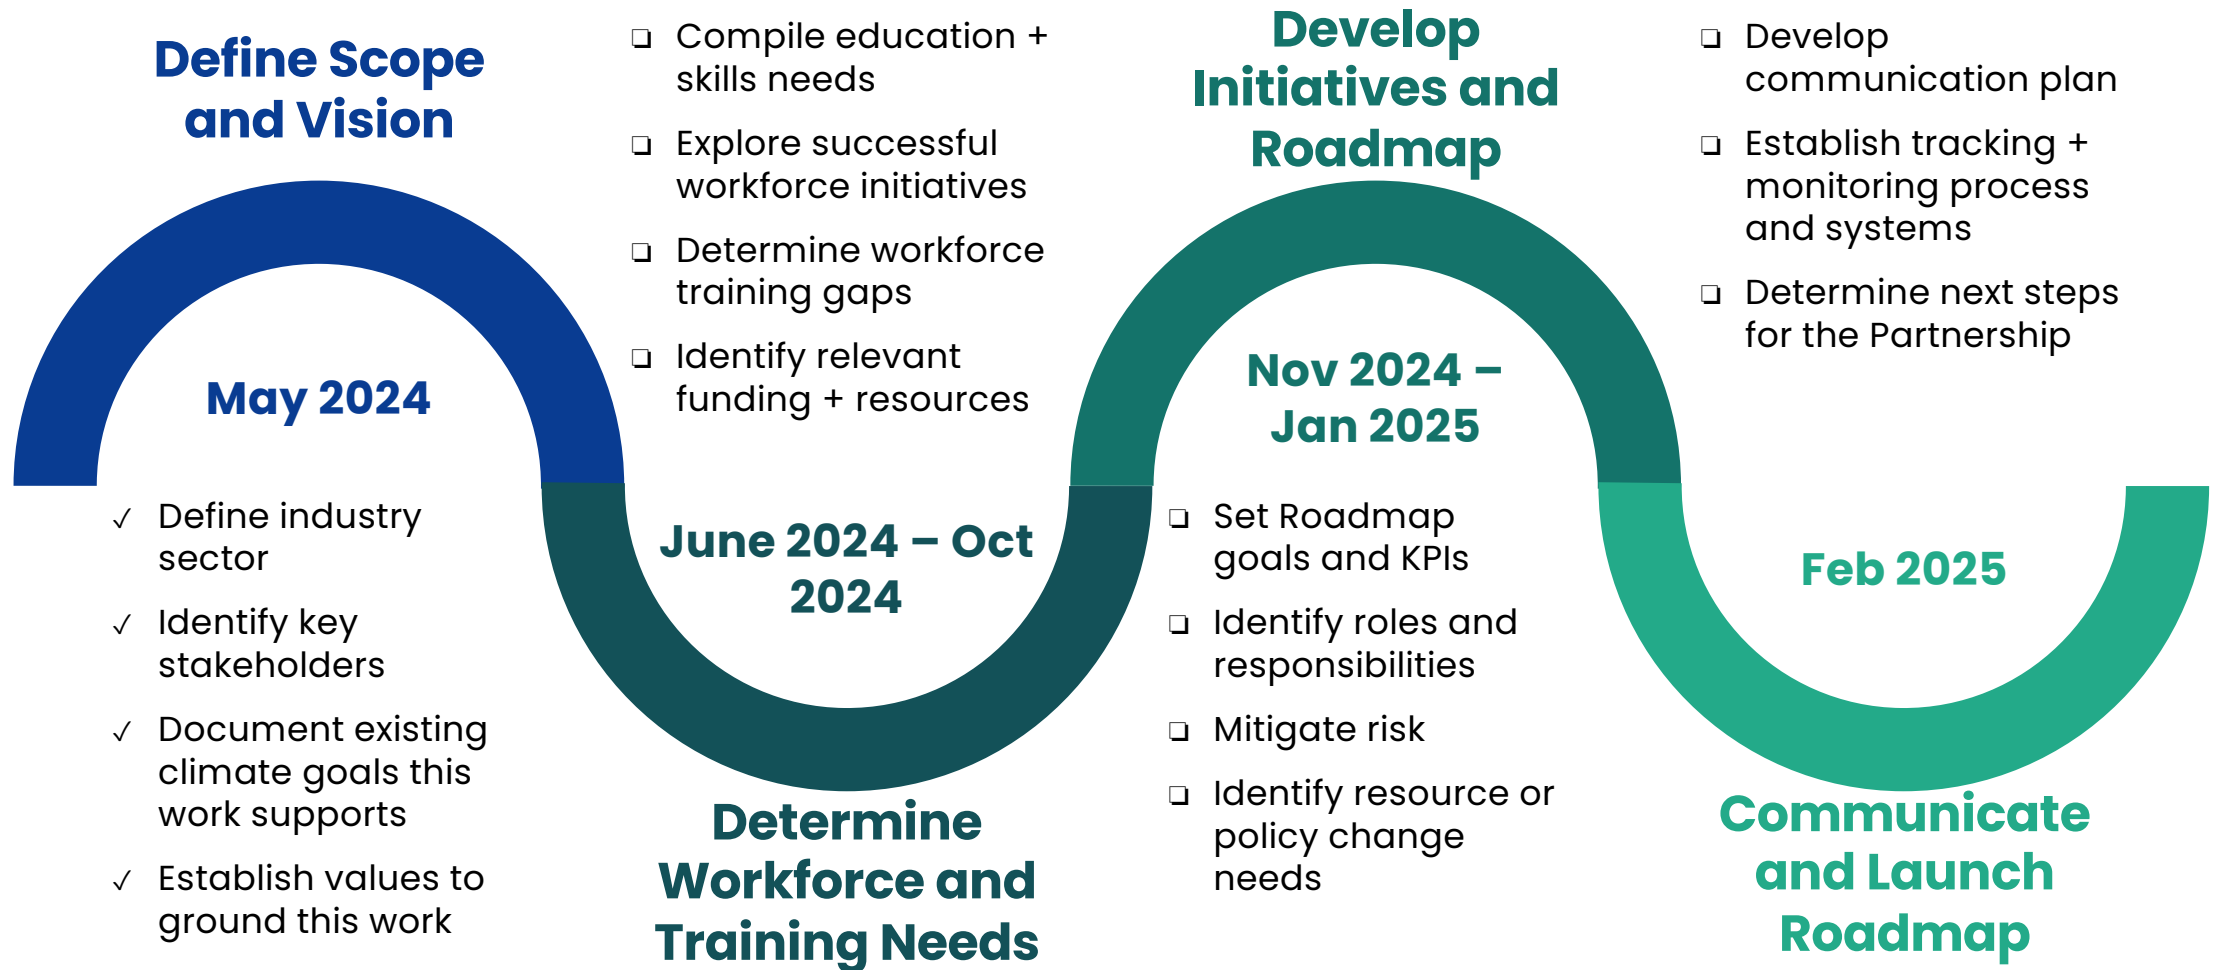 Define Scope
and Vision
May 2024
✓ Define industry
sector
✓ Identify key
stakeholders
✓ Document existing
climate goals this
work supports
✓ Establish values to
ground this work
❏ Compile education +
skills needs
❏ Explore successful
workforce initiatives
❏ Determine workforce
training gaps
❏ Identify relevant
funding + resources
June 2024 – Oct
2024
Determine
Workforce and
Training Needs
Develop
Initiatives and
Roadmap
Nov 2024 –
Jan 2025
❏ Set Roadmap
goals and KPIs
❏ Identify roles and
responsibilities
❏ Mitigate risk
❏ Identify resource or
policy change
needs
❏ Develop
communication plan
❏ Establish tracking +
monitoring process
and systems
❏ Determine next steps
for the Partnership
Feb 2025
Communicate
and Launch
Roadmap